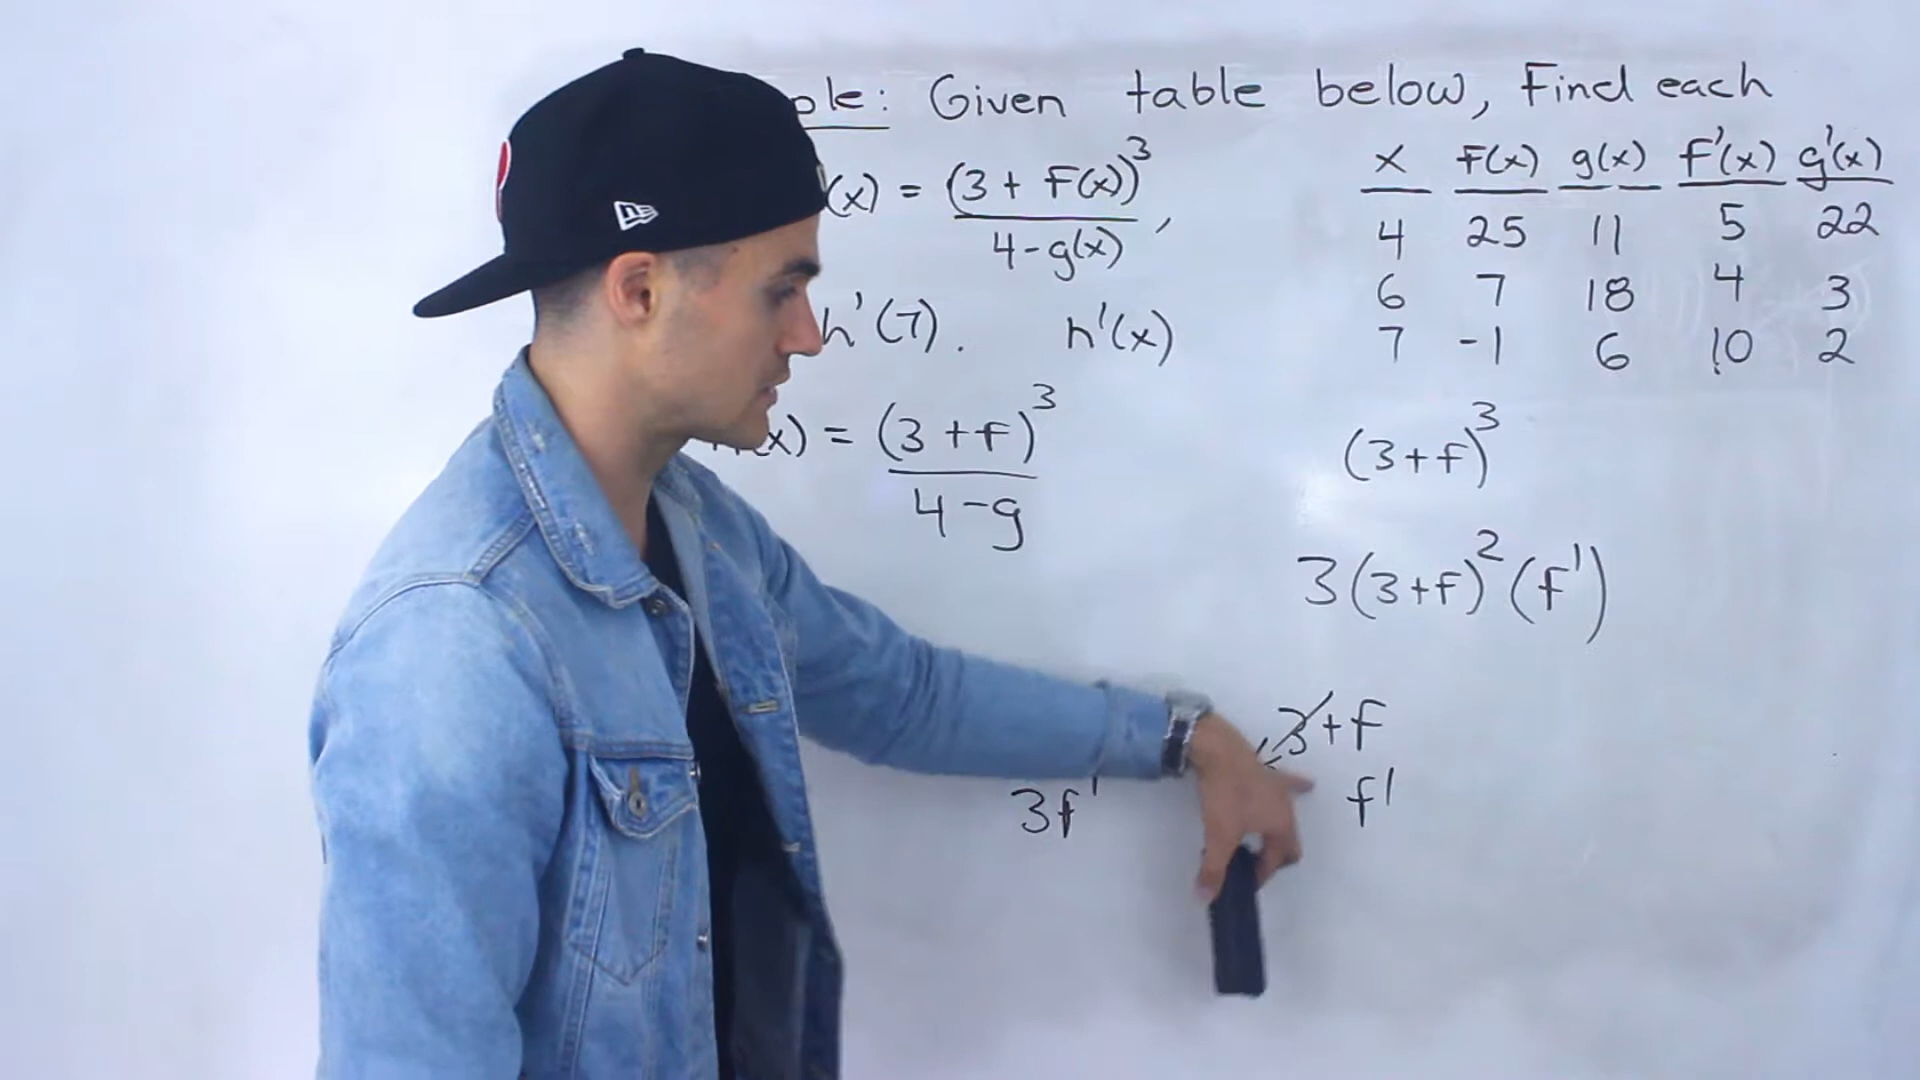 ole: Given table below, Find each
(x) = (3 + f(x))³
4 - g(x) ,
h'(7). h'(x)
(x) = (3 + f)³
4 - g
x f(x) g(x) f'(x) g'(x)
4 25 11 5 22
6 7 18 4 3
7 -1 6 10 2
(3+f)³
3(3+f)²(f')
3+f
3f' f'